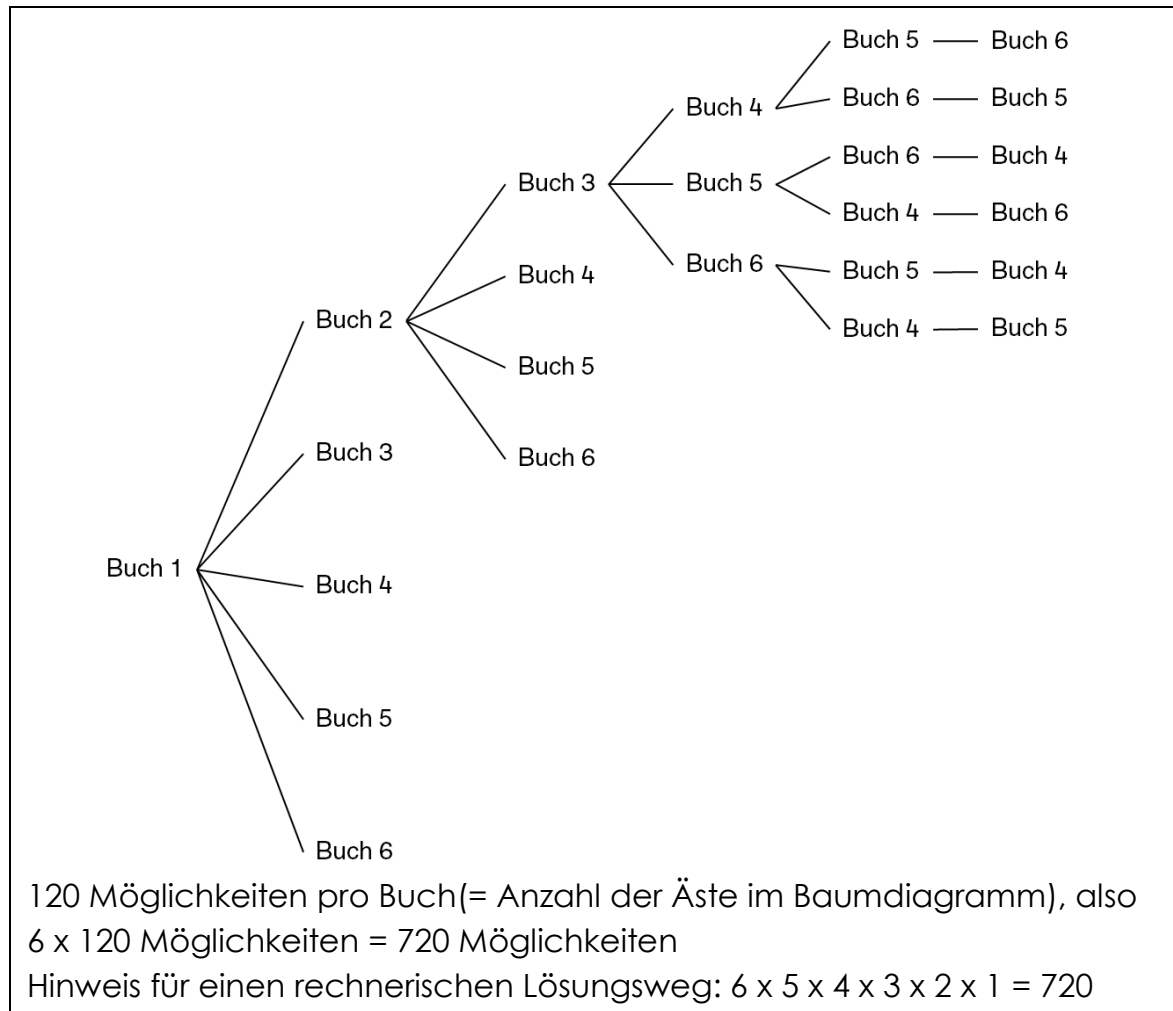 Buch 5 Buch 6
Buch 4
Buch 6 Buch 5
Buch 6 Buch 4
Buch 3 Buch 5
Buch 4 Buch 6
Buch 6 Buch 5 Buch 4
Buch 4
Buch 2 Buch 4 Buch 5
Buch 5
Buch 3 Buch 6
Buch 1 Buch 4
Buch 5
Buch 6
120 Möglichkeiten pro Buch(= Anzahl der Äste im Baumdiagramm), also
6 x 120 Möglichkeiten = 720 Möglichkeiten
Hinweis für einen rechnerischen Lösungsweg: 6 x 5 x 4 x 3 x 2 x 1 = 720